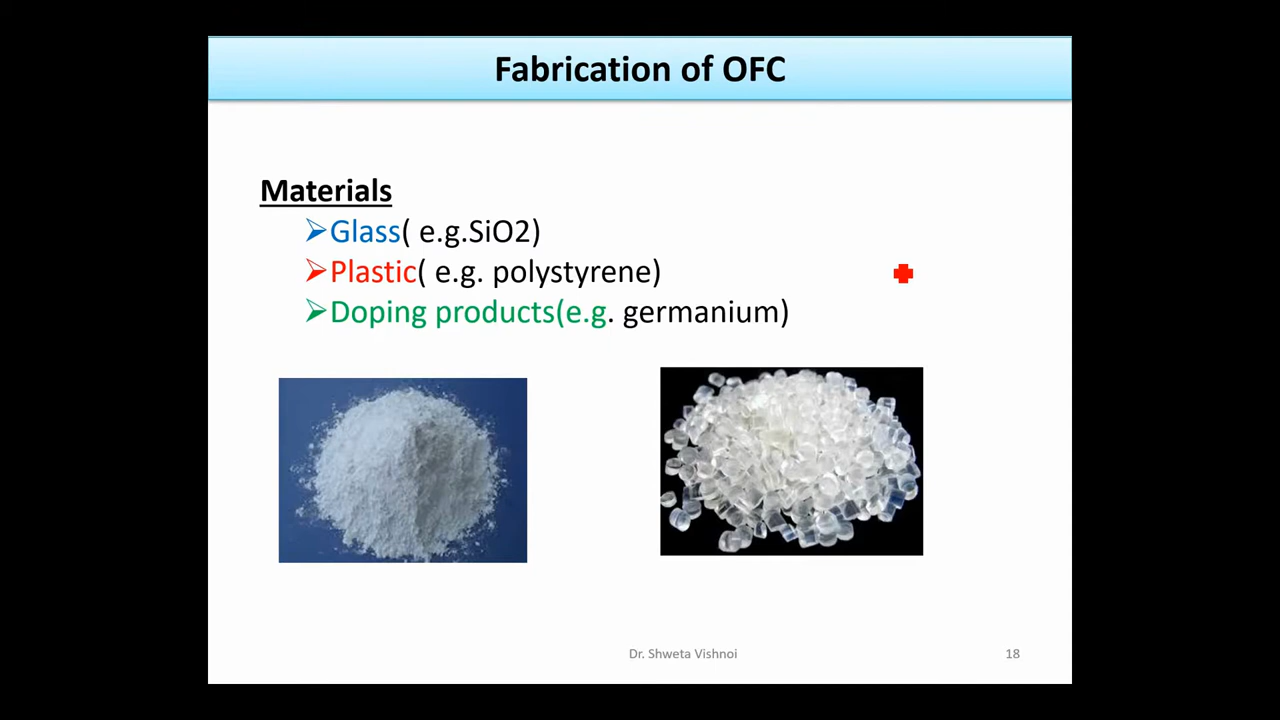 Fabrication of OFC
Materials
➢Glass( e.g.SiO2)
➢Plastic( e.g. polystyrene)
➢Doping products(e.g. germanium)
Dr. Shweta Vishnoi
18